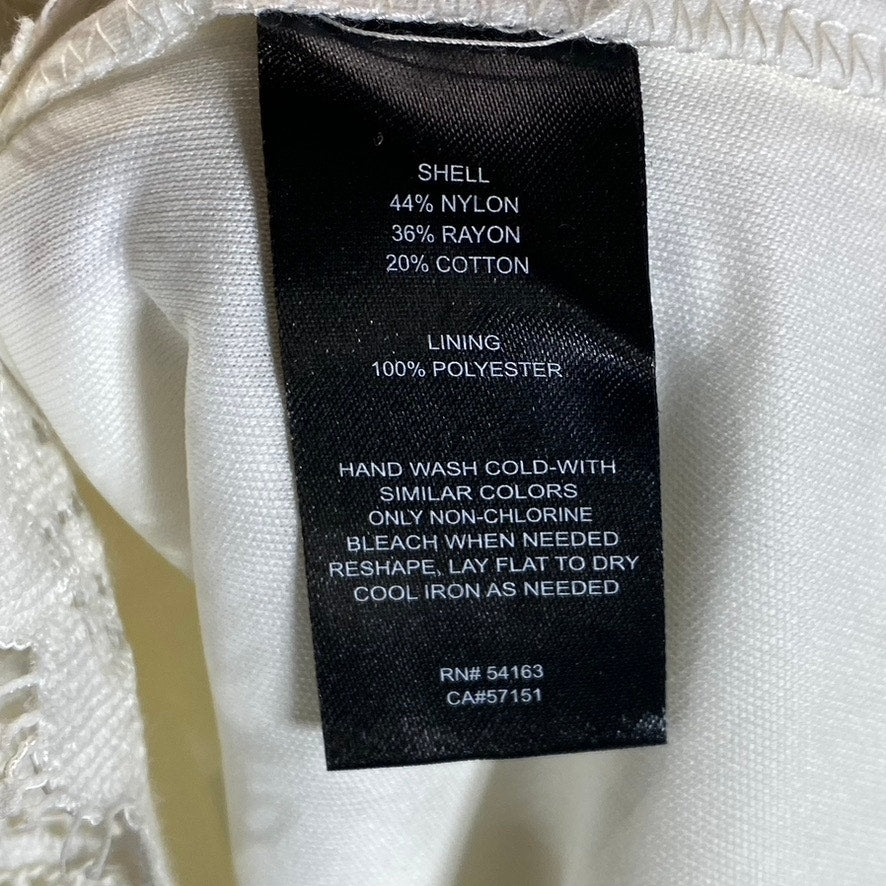 SHELL
44% NYLON
36% RAYON
20% COTTON
LINING
100% POLYESTER
HAND WASH COLD-WITH
SIMILAR COLORS
ONLY NON-CHLORINE
BLEACH WHEN NEEDED
RESHAPE, LAY FLAT TO DRY
COOL IRON AS NEEDED
RN# 54163
CA#57151